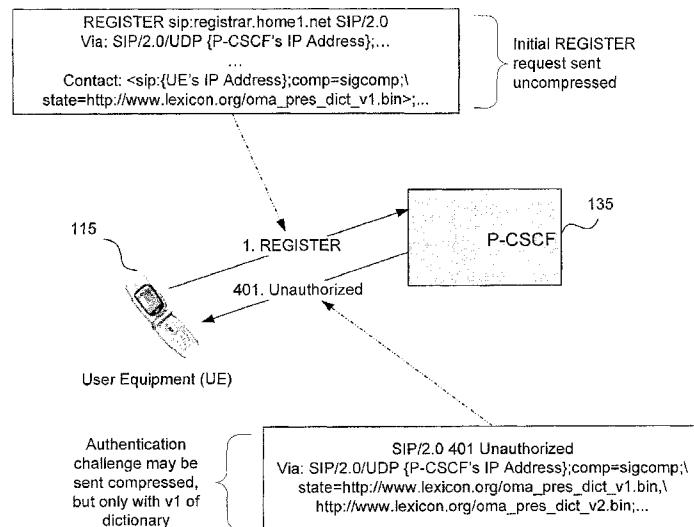 REGISTER sip:registrar.home1.net SIP/2.0
Via: SIP/2.0/UDP {P-CSCF's IP Address};...
...
Contact: <sip:{UE's IP Address};comp=sigcomp;\
state=http://www.lexicon.org/oma_pres_dict_v1.bin>;...
Initial REGISTER
request sent
uncompressed
115
1. REGISTER
P-CSCF
135
401. Unauthorized
User Equipment (UE)
Authentication
challenge may be
sent compressed,
but only with v1 of
dictionary
SIP/2.0 401 Unauthorized
Via: SIP/2.0/UDP {P-CSCF's IP Address};comp=sigcomp;\
state=http://www.lexicon.org/oma_pres_dict_v1.bin,\
http://www.lexicon.org/oma_pres_dict_v2.bin;...